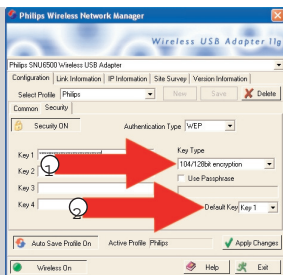 Philips Wireless Network Manager
Wireless USB Adapter 11g
Philips SNU6500 Wireless USB Adapter
Configuration Link Information IP Information Site Survey Version Information
Select Profile Philips New Save Delete
Common Security
Security ON Authentication Type WEP
Key Type
Key 1 104/128bit encryption
1
Key 2 Use Passphrase
Key 3
Key 4 Default Key Key 1
2
Auto Save Profile On Active Profile Philips Apply Changes
Wireless On Help Exit